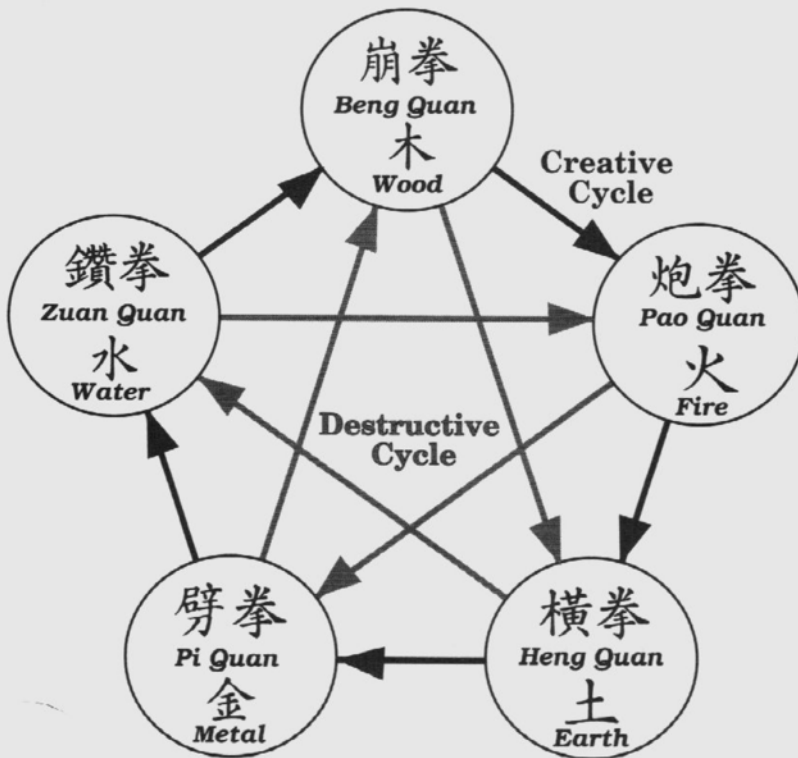 崩拳
Beng Quan
木
Wood
Creative
Cycle
炮拳
Pao Quan
火
Fire
鑽拳
Zuan Quan
水
Water
Destructive
Cycle
劈拳
Pi Quan
金
Metal
橫拳
Heng Quan
土
Earth